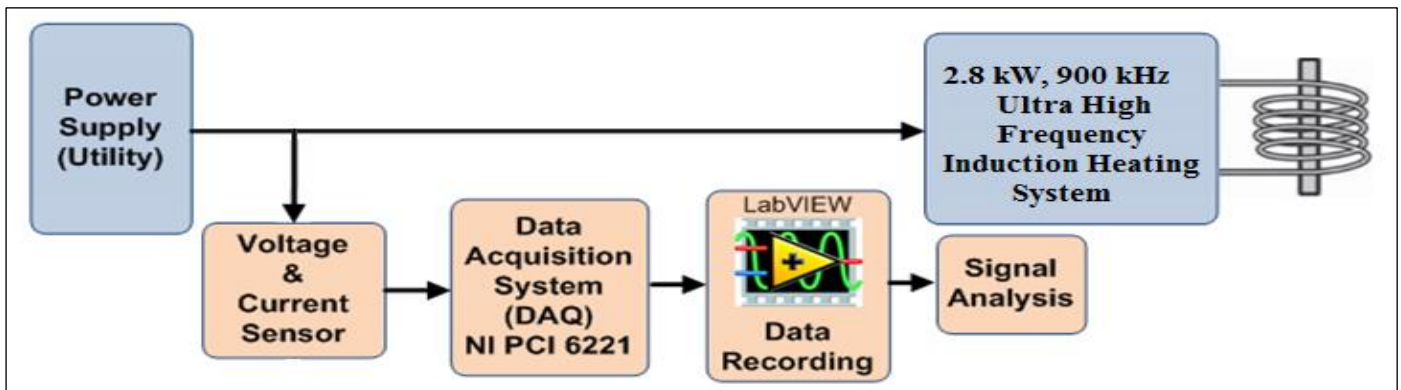 Power
Supply
(Utility)
2.8 kW, 900 kHz
Ultra High
Frequency
Induction Heating
System
Voltage
&
Current
Sensor
Data
Acquisition
System
(DAQ)
NI PCI 6221
LabVIEW
Data
Recording
Signal
Analysis